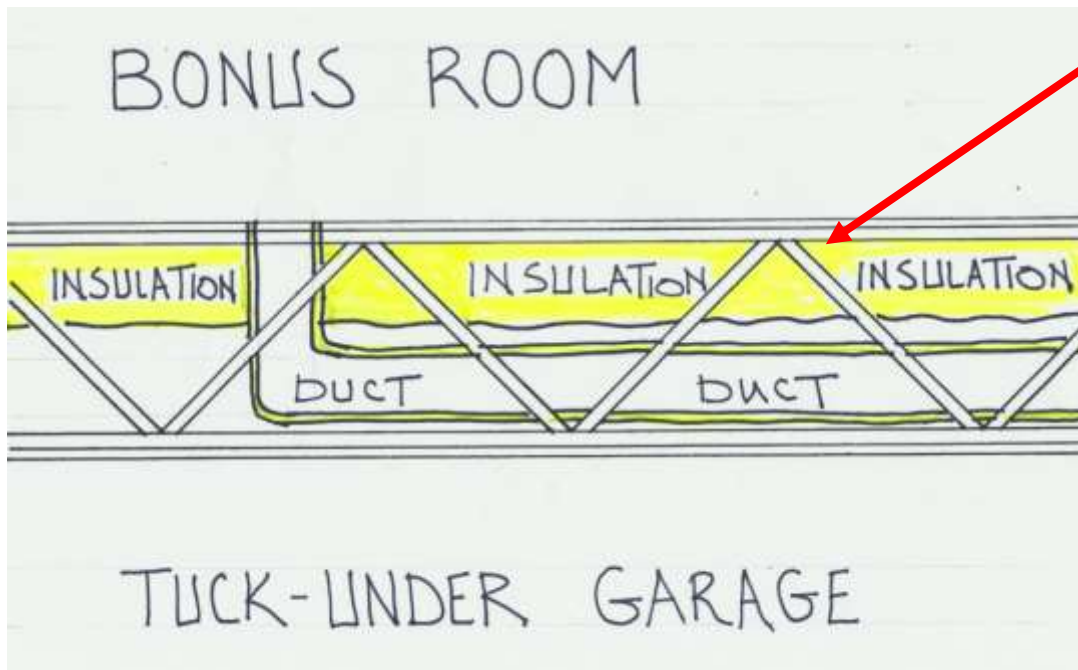 BONUS ROOM
INSULATION INSULATION INSULATION
DUCT DUCT
TUCK-UNDER GARAGE